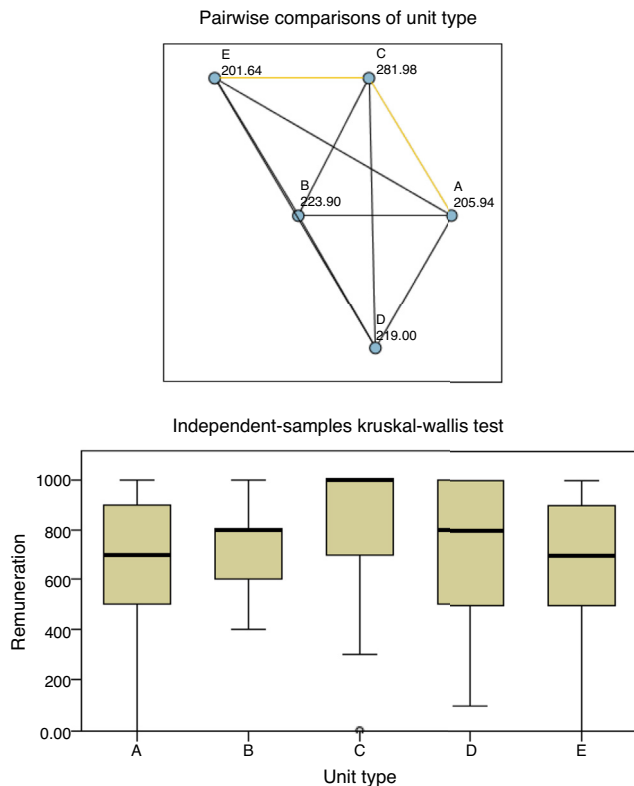 Pairwise comparisons of unit type
E
201.64
C
281.98
B
223.90
A
205.94
D
219.00
Independent-samples kruskal-wallis test
Remuneration
1000
800
600
400
200
0.00
A B C D E
Unit type